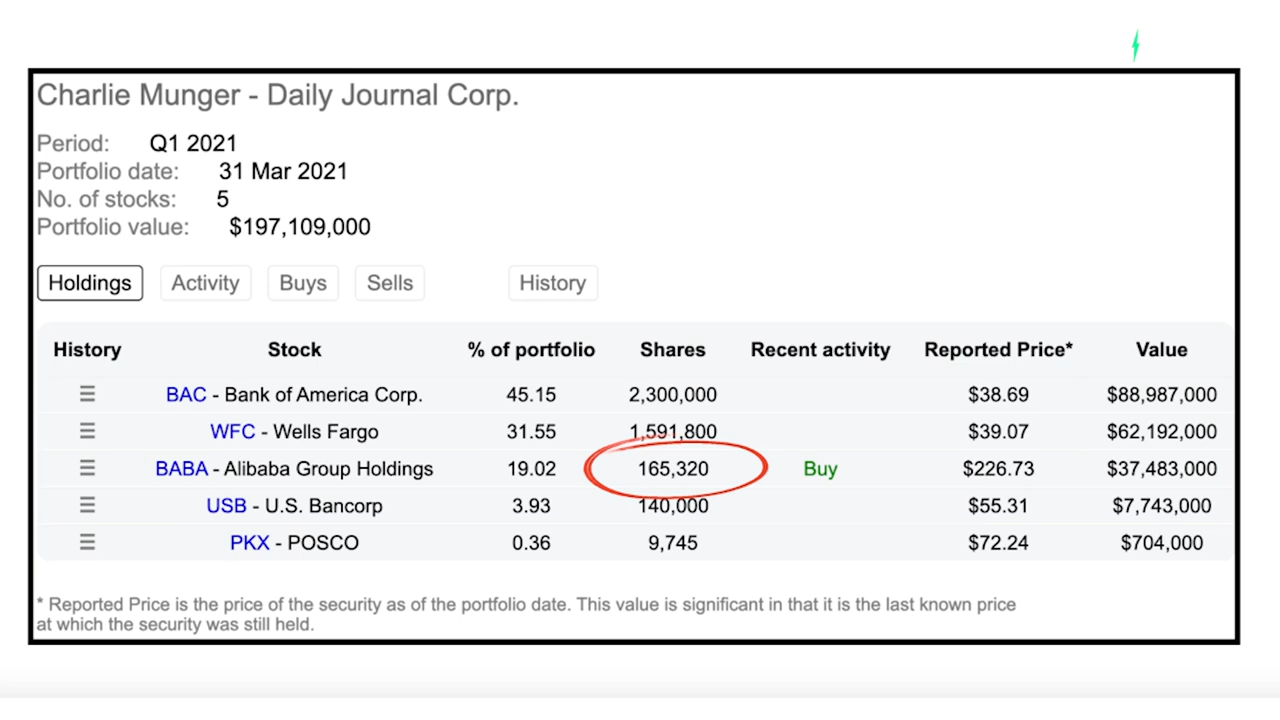 Charlie Munger - Daily Journal Corp.
Period: Q1 2021
Portfolio date: 31 Mar 2021
No. of stocks: 5
Portfolio value: $197,109,000
Holdings Activity Buys Sells History
History Stock % of portfolio Shares Recent activity Reported Price* Value
BAC - Bank of America Corp. 45.15 2,300,000 $38.69 $88,987,000
WFC - Wells Fargo 31.55 1,591,800 $39.07 $62,192,000
BABA - Alibaba Group Holdings 19.02 165,320 Buy $226.73 $37,483,000
USB - U.S. Bancorp 3.93 140,000 $55.31 $7,743,000
PKX - POSCO 0.36 9,745 $72.24 $704,000
* Reported Price is the price of the security as of the portfolio date. This value is significant in that it is the last known price
at which the security was still held.